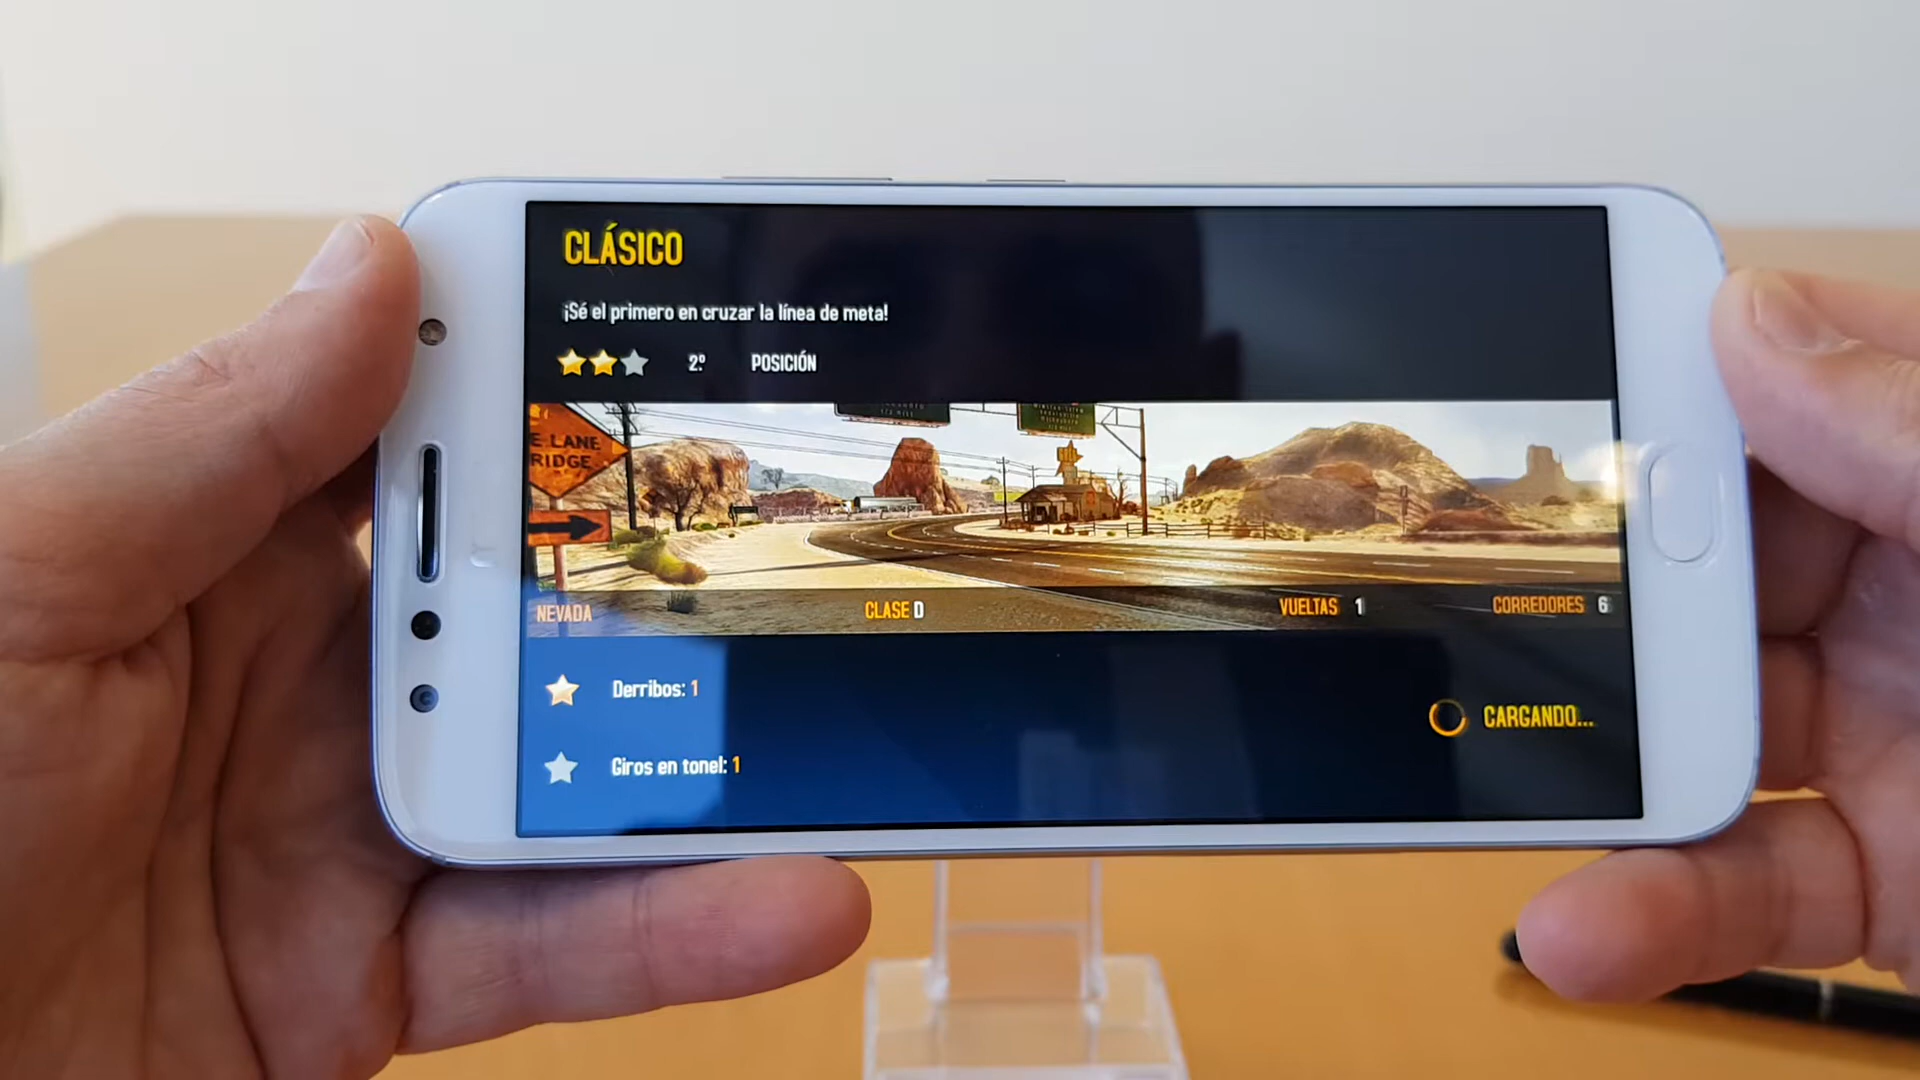 CLÁSICO
¡Sé el primero en cruzar la línea de meta!
2.º POSICIÓN
E LANE
RIDGE
NEVADA CLASE D VUELTAS 1 CORREDORES 6
Derribos: 1
CARGANDO...
Giros en tonel: 1